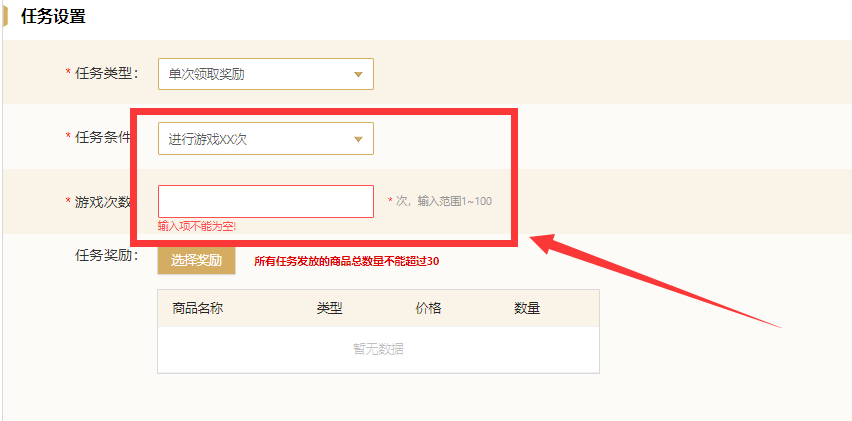 任务设置
* 任务类型： 单次领取奖励
* 任务条件 进行游戏XX次
* 游戏次数 * 次，输入范围1~100
输入项不能为空!
任务奖励： 选择奖励 所有任务发放的商品总数量不能超过30
商品名称 类型 价格 数量
暂无数据